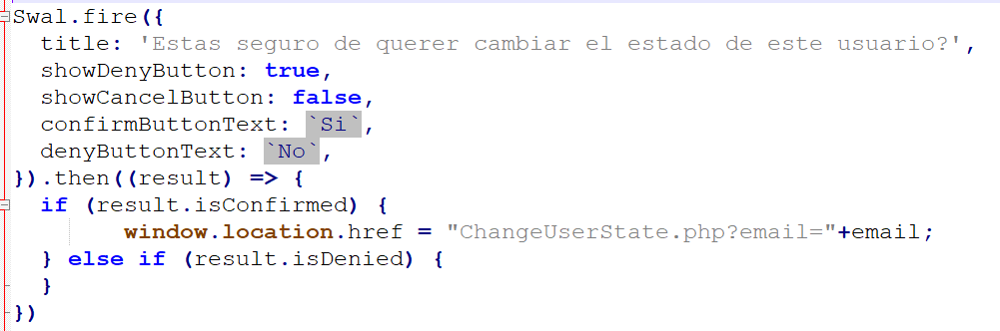 Swal.fire({
  title: 'Estas seguro de querer cambiar el estado de este usuario?',
  showDenyButton: true,
  showCancelButton: false,
  confirmButtonText: `Si`,
  denyButtonText: `No`,
}).then((result) => {
  if (result.isConfirmed) {
        window.location.href = "ChangeUserState.php?email="+email;
  } else if (result.isDenied) {
  }
})